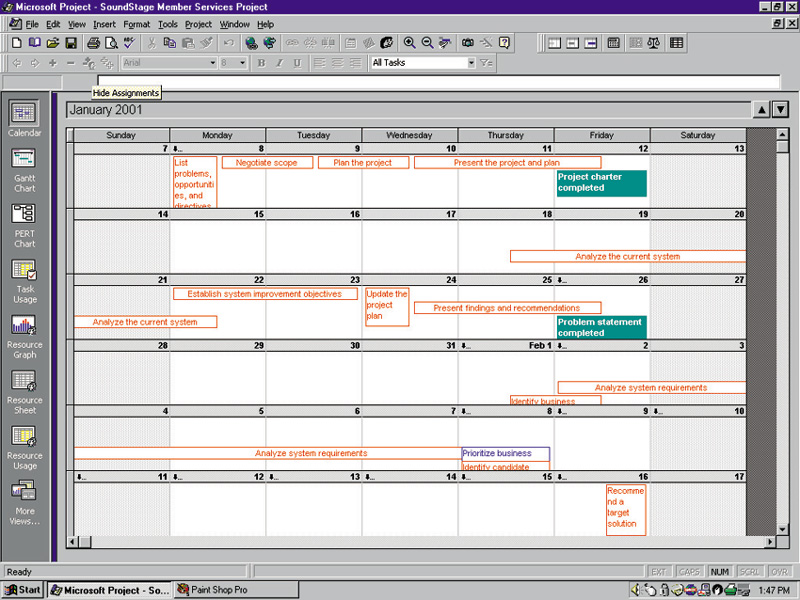 Microsoft Project - SoundStage Member Services Project
File Edit View Insert Format Tools Project Window Help
Arial 8 B I U All Tasks
Hide Assignments
January 2001
Calendar
Gantt
Chart
PERT
Chart
Task
Usage
Resource
Graph
Resource
Sheet
Resource
Usage
More
Views...
Sunday Monday Tuesday Wednesday Thursday Friday Saturday
7 ... 8 9 10 11 12 13
List
problems,
opportuniti
es, and
directives
Negotiate scope
Plan the project
Present the project and plan
Project charter
completed
14 15 16 17 18 19 20
Analyze the current system
21 22 23 24 25 ... 26 27
Establish system improvement objectives
Update the
project
plan
Present findings and recommendations
Analyze the current system
Problem statement
completed
28 29 30 31 ... Feb 1 ... 2 3
Analyze system requirements
Identify business
4 5 6 7 ... 8 ... 9 ... 10
Analyze system requirements
Prioritize business
Identify candidate
... 11 ... 12 ... 13 ... 14 ... 15 ... 16 17
Recomme
nd a
target
solution
Ready
EXT CAPS NUM SCRL OVR
Start Microsoft Project - So... Paint Shop Pro 1:47 PM